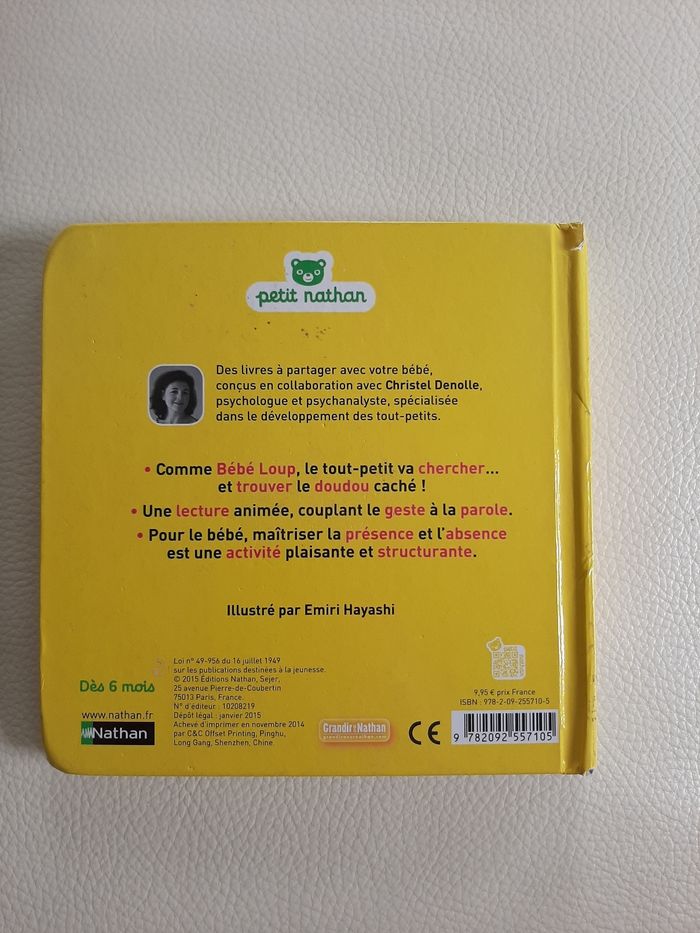 petit nathan
Des livres à partager avec votre bébé,
conçus en collaboration avec Christel Denolle,
psychologue et psychanalyste, spécialisée
dans le développement des tout-petits.
• Comme Bébé Loup, le tout-petit va chercher...
et trouver le doudou caché !
• Une lecture animée, couplant le geste à la parole.
• Pour le bébé, maîtriser la présence et l'absence
est une activité plaisante et structurante.
Illustré par Emiri Hayashi
Dès 6 mois
www.nathan.fr
Nathan
Loi n° 49-956 du 16 juillet 1949
sur les publications destinées à la jeunesse.
© 2015 Éditions Nathan, Sejer,
25 avenue Pierre-de-Coubertin
75013 Paris, France.
N° d'éditeur : 10208219
Dépôt légal : janvier 2015
Achevé d'imprimer en novembre 2014
par C&C Offset Printing, Pinghu,
Long Gang, Shenzhen, Chine.
Grandir Nathan
CE
petit
nathan
9,95 € prix France
ISBN : 978-2-09-255710-5
9 782092 557105